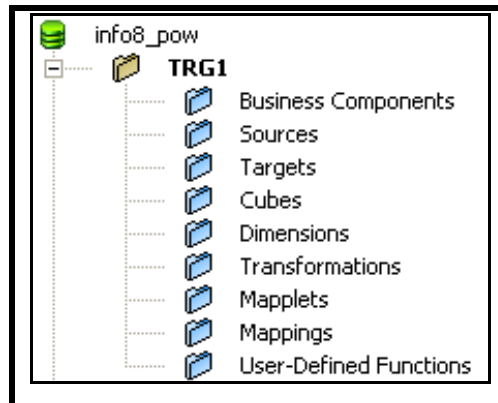 info8_pow
TRG1
Business Components
Sources
Targets
Cubes
Dimensions
Transformations
Mapplets
Mappings
User-Defined Functions